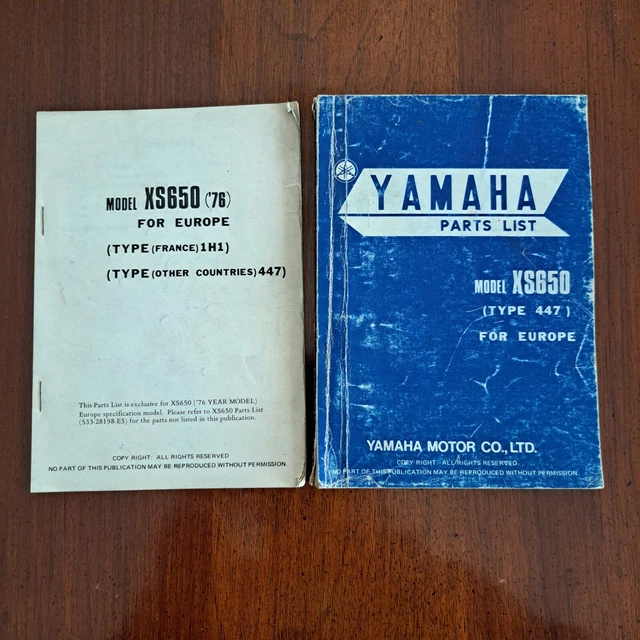 MODEL XS650 ('76)
FOR EUROPE
(TYPE (FRANCE) 1H1)
(TYPE (OTHER COUNTRIES) 447)
This Parts List is exclusive for XS650 ('76 YEAR MODEL)
Europe specification model. Please refer to XS650 Parts List
(533-28198-E5) for the parts not listed in this publication.
COPY RIGHT: ALL RIGHTS RESERVED
NO PART OF THIS PUBLICATION MAY BE REPRODUCED WITHOUT PERMISSION.
YAMAHA
PARTS LIST
MODEL XS650
(TYPE 447)
FOR EUROPE
YAMAHA MOTOR CO., LTD.
COPY RIGHT: ALL RIGHTS RESERVED
NO PART OF THIS PUBLICATION MAY BE REPRODUCED WITHOUT PERMISSION.